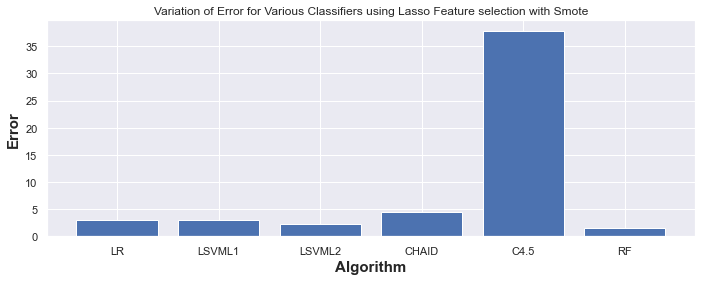 Variation of Error for Various Classifiers using Lasso Feature selection with Smote
Error
35
30
25
20
15
10
5
0
LR LSVML1 LSVML2 CHAID C4.5 RF
Algorithm